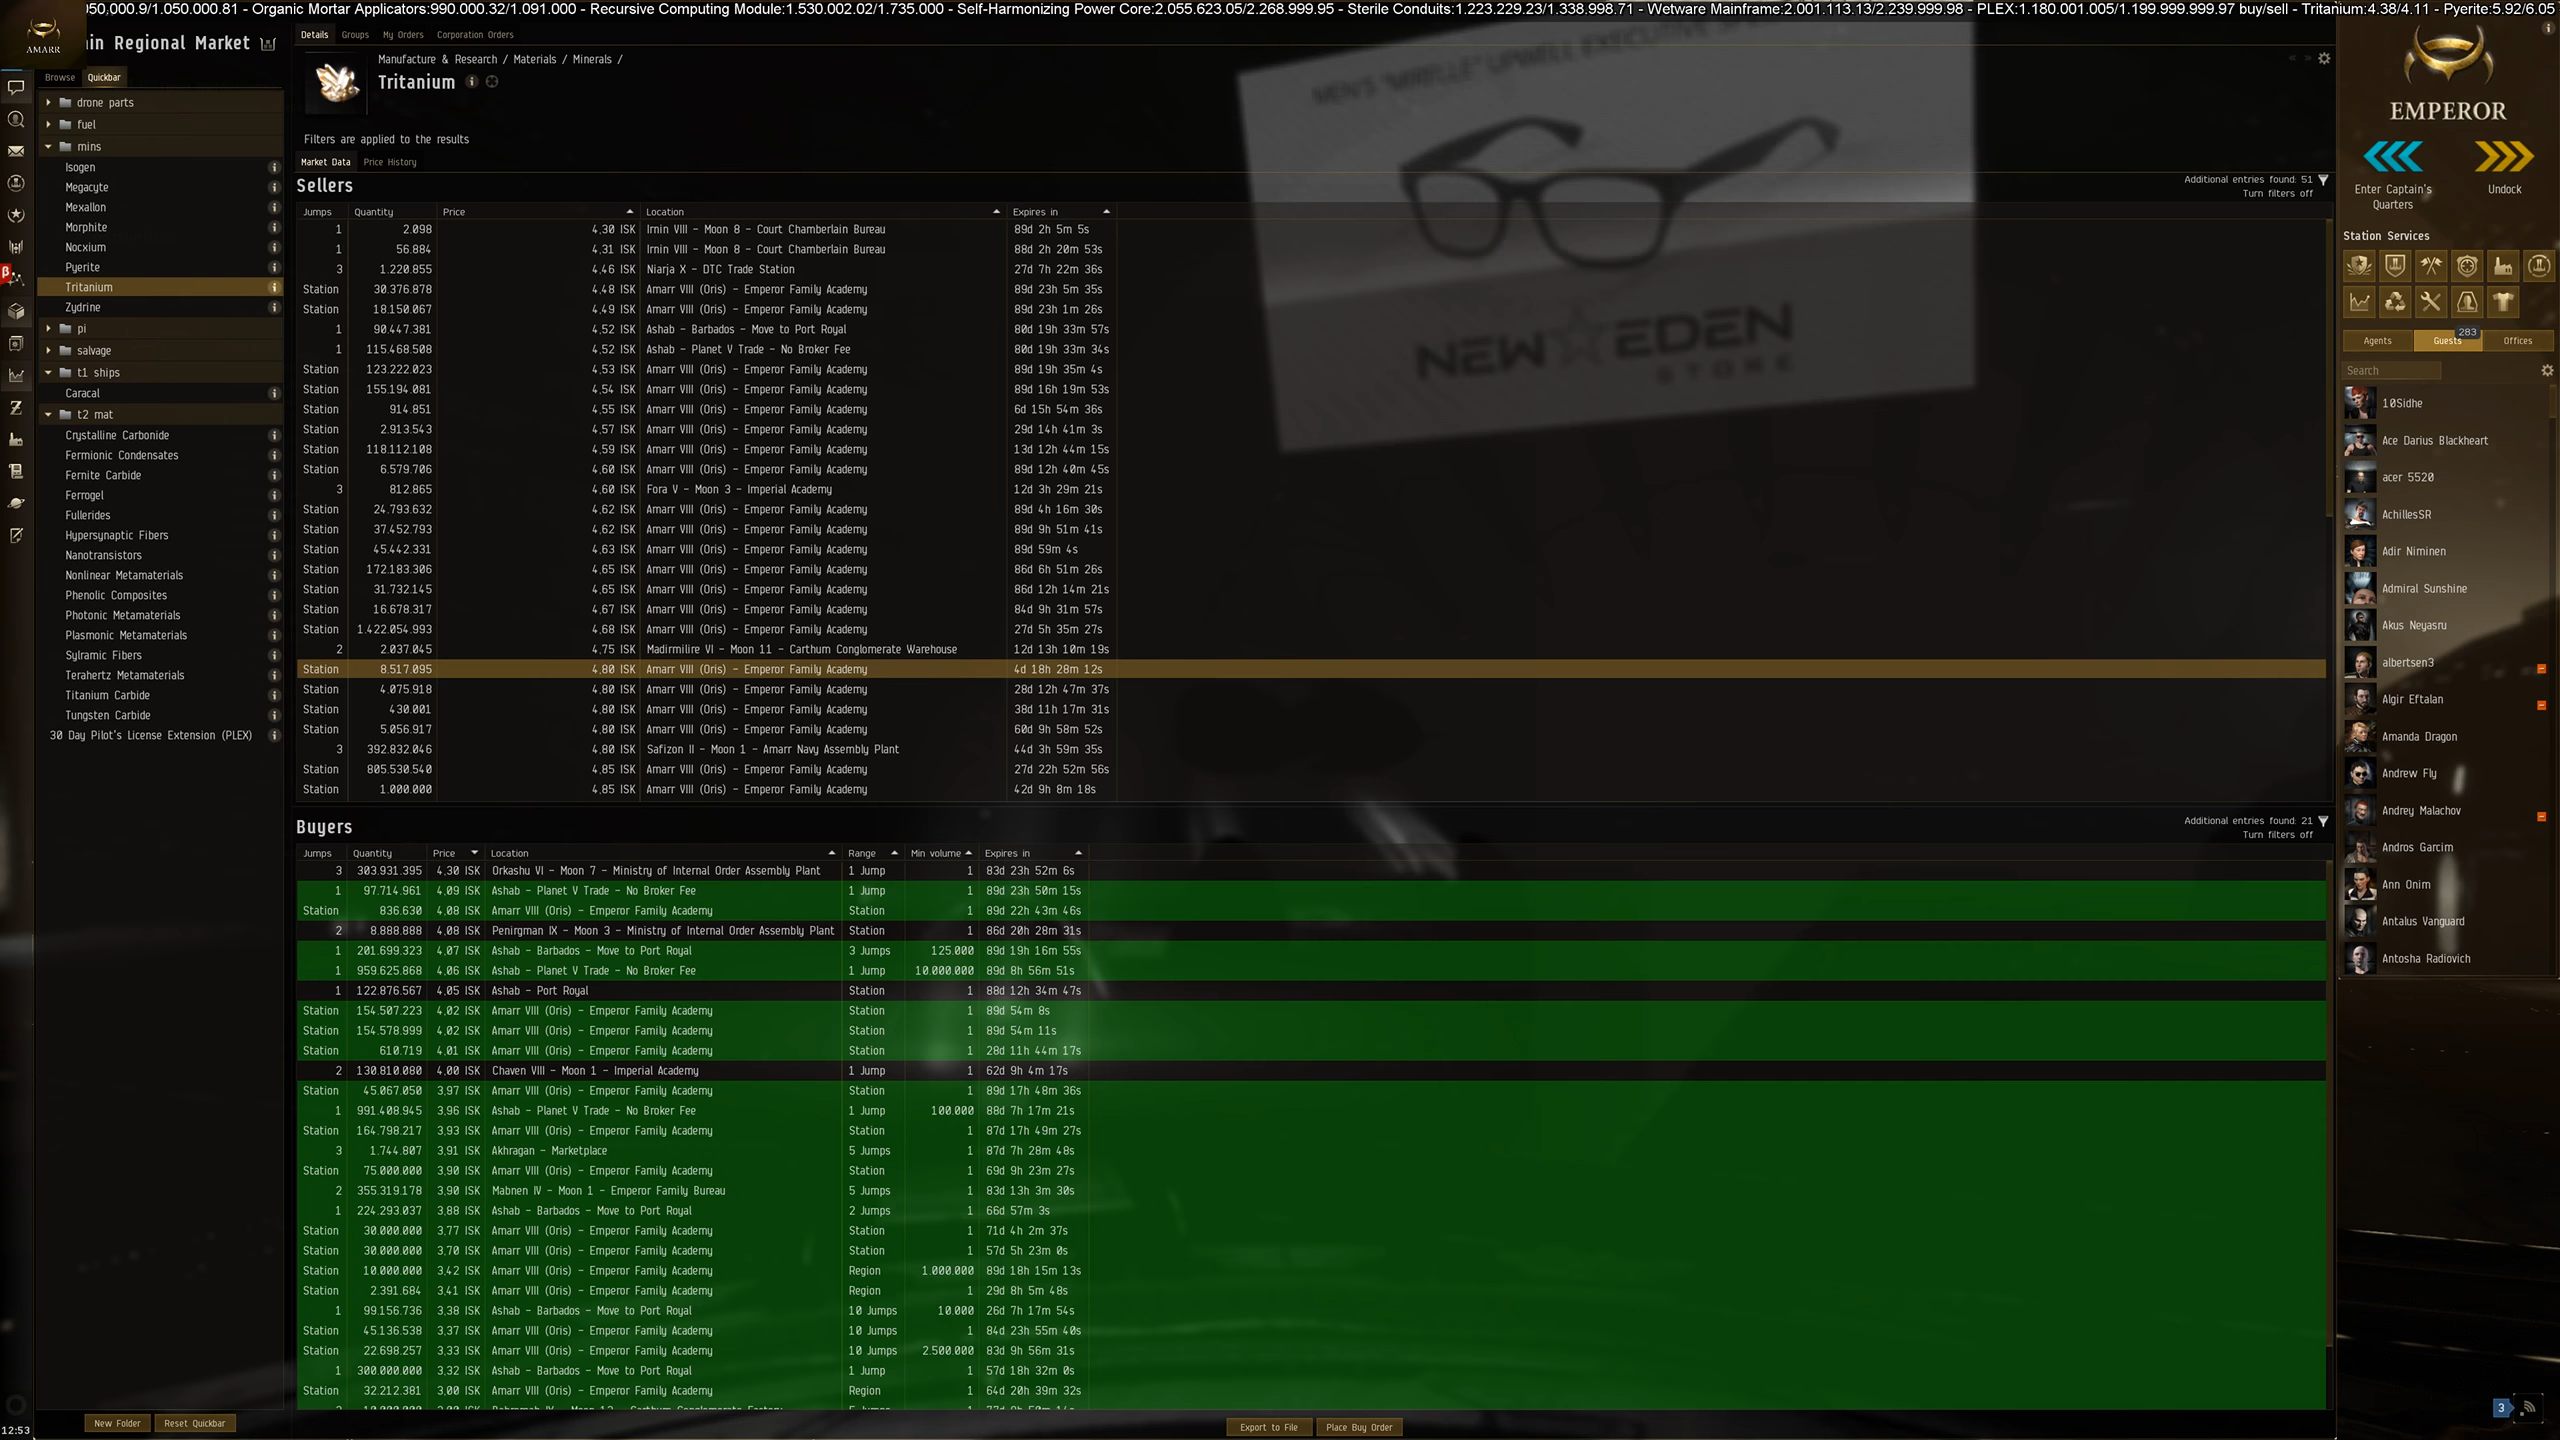 050.000.9/1.050.000.81 - Organic Mortar Applicators:990.000.32/1.091.000 - Recursive Computing Module:1.530.002.02/1.735.000 - Self-Harmonizing Power Core:2.055.623.05/2.268.999.95 - Sterile Conduits:1.223.229.23/1.338.998.71 - Wetware Mainframe:2.001.113.13/2.239.999.98 - PLEX:1.180.001.005/1.199.999.999.97 buy/sell - Tritanium:4.38/4.11 - Pyerite:5.92/6.05
AMARR
in Regional Market
Browse Quickbar
drone parts
fuel
mins
Isogen
Megacyte
Mexallon
Morphite
Nocxium
Pyerite
Tritanium
Zydrine
pi
salvage
t1 ships
Caracal
t2 mat
Crystalline Carbonide
Fermionic Condensates
Fernite Carbide
Ferrogel
Fullerides
Hypersynaptic Fibers
Nanotransistors
Nonlinear Metamaterials
Phenolic Composites
Photonic Metamaterials
Plasmonic Metamaterials
Sylramic Fibers
Terahertz Metamaterials
Titanium Carbide
Tungsten Carbide
30 Day Pilot's License Extension (PLEX)
New Folder Reset Quickbar
12:53
Details Groups My Orders Corporation Orders
Manufacture & Research / Materials / Minerals /
Tritanium
Filters are applied to the results
Market Data Price History
MEN'S "MIRELLE" UPWELL EXECUTIVE
NEW EDEN
STORE
Sellers
Additional entries found: 51
Turn filters off
Jumps Quantity Price Location Expires in
1 2.098 4,30 ISK Irnin VIII - Moon 8 - Court Chamberlain Bureau 89d 2h 5m 5s
1 56.884 4,31 ISK Irnin VIII - Moon 8 - Court Chamberlain Bureau 88d 2h 20m 53s
3 1.220.855 4,46 ISK Niarja X - DTC Trade Station 27d 7h 22m 36s
Station 30.376.878 4,48 ISK Amarr VIII (Oris) - Emperor Family Academy 89d 23h 5m 35s
Station 18.150.067 4,49 ISK Amarr VIII (Oris) - Emperor Family Academy 89d 23h 1m 26s
1 90.447.381 4,52 ISK Ashab - Barbados - Move to Port Royal 80d 19h 33m 57s
1 115.468.508 4,52 ISK Ashab - Planet V Trade - No Broker Fee 80d 19h 33m 34s
Station 123.222.023 4,53 ISK Amarr VIII (Oris) - Emperor Family Academy 89d 19h 35m 4s
Station 155.194.081 4,54 ISK Amarr VIII (Oris) - Emperor Family Academy 89d 16h 19m 53s
Station 914.851 4,55 ISK Amarr VIII (Oris) - Emperor Family Academy 6d 15h 54m 36s
Station 2.913.543 4,57 ISK Amarr VIII (Oris) - Emperor Family Academy 29d 14h 41m 3s
Station 118.112.108 4,59 ISK Amarr VIII (Oris) - Emperor Family Academy 13d 12h 44m 15s
Station 6.579.706 4,60 ISK Amarr VIII (Oris) - Emperor Family Academy 89d 12h 40m 45s
3 812.865 4,60 ISK Fora V - Moon 3 - Imperial Academy 12d 3h 29m 21s
Station 24.793.632 4,62 ISK Amarr VIII (Oris) - Emperor Family Academy 89d 4h 16m 30s
Station 37.452.793 4,62 ISK Amarr VIII (Oris) - Emperor Family Academy 89d 9h 51m 41s
Station 45.442.331 4,63 ISK Amarr VIII (Oris) - Emperor Family Academy 89d 59m 4s
Station 172.183.306 4,65 ISK Amarr VIII (Oris) - Emperor Family Academy 86d 6h 51m 26s
Station 31.732.145 4,65 ISK Amarr VIII (Oris) - Emperor Family Academy 86d 12h 14m 21s
Station 16.678.317 4,67 ISK Amarr VIII (Oris) - Emperor Family Academy 84d 9h 31m 57s
Station 1.422.054.993 4,68 ISK Amarr VIII (Oris) - Emperor Family Academy 27d 5h 35m 27s
2 2.037.045 4,75 ISK Madirmilire VI - Moon 11 - Carthum Conglomerate Warehouse 12d 13h 10m 19s
Station 8.517.095 4,80 ISK Amarr VIII (Oris) - Emperor Family Academy 4d 18h 28m 12s
Station 4.075.918 4,80 ISK Amarr VIII (Oris) - Emperor Family Academy 28d 12h 47m 37s
Station 430.001 4,80 ISK Amarr VIII (Oris) - Emperor Family Academy 38d 11h 17m 31s
Station 5.056.917 4,80 ISK Amarr VIII (Oris) - Emperor Family Academy 60d 9h 58m 52s
3 392.832.046 4,80 ISK Safizon II - Moon 1 - Amarr Navy Assembly Plant 44d 3h 59m 35s
Station 805.530.540 4,85 ISK Amarr VIII (Oris) - Emperor Family Academy 27d 22h 52m 56s
Station 1.000.000 4,85 ISK Amarr VIII (Oris) - Emperor Family Academy 42d 9h 8m 18s
Buyers
Additional entries found: 21
Turn filters off
Jumps Quantity Price Location Range Min volume Expires in
3 303.931.395 4,30 ISK Orkashu VI - Moon 7 - Ministry of Internal Order Assembly Plant 1 Jump 1 83d 23h 52m 6s
1 97.714.961 4,09 ISK Ashab - Planet V Trade - No Broker Fee 1 Jump 1 89d 23h 50m 15s
Station 836.630 4,08 ISK Amarr VIII (Oris) - Emperor Family Academy Station 1 89d 22h 43m 46s
2 8.888.888 4,08 ISK Penirgman IX - Moon 3 - Ministry of Internal Order Assembly Plant Station 1 86d 20h 28m 31s
1 201.699.323 4,07 ISK Ashab - Barbados - Move to Port Royal 3 Jumps 125.000 89d 19h 16m 55s
1 959.625.868 4,06 ISK Ashab - Planet V Trade - No Broker Fee 1 Jump 10.000.000 89d 8h 56m 51s
1 122.876.567 4,05 ISK Ashab - Port Royal Station 1 88d 12h 34m 47s
Station 154.507.223 4,02 ISK Amarr VIII (Oris) - Emperor Family Academy Station 1 89d 54m 8s
Station 154.578.999 4,02 ISK Amarr VIII (Oris) - Emperor Family Academy Station 1 89d 54m 11s
Station 610.719 4,01 ISK Amarr VIII (Oris) - Emperor Family Academy Station 1 28d 11h 44m 17s
2 130.810.080 4,00 ISK Chaven VIII - Moon 1 - Imperial Academy 1 Jump 1 62d 9h 4m 17s
Station 45.067.050 3,97 ISK Amarr VIII (Oris) - Emperor Family Academy Station 1 89d 17h 48m 36s
1 991.408.945 3,96 ISK Ashab - Planet V Trade - No Broker Fee 1 Jump 100.000 88d 7h 17m 21s
Station 164.798.217 3,93 ISK Amarr VIII (Oris) - Emperor Family Academy Station 1 87d 17h 49m 27s
3 1.744.807 3,91 ISK Akhragan - Marketplace 5 Jumps 1 87d 7h 28m 48s
Station 75.000.000 3,90 ISK Amarr VIII (Oris) - Emperor Family Academy Station 1 69d 9h 23m 27s
2 355.319.178 3,90 ISK Mabnen IV - Moon 1 - Emperor Family Bureau 5 Jumps 1 83d 13h 3m 30s
1 224.293.037 3,88 ISK Ashab - Barbados - Move to Port Royal 2 Jumps 1 66d 57m 3s
Station 30.000.000 3,77 ISK Amarr VIII (Oris) - Emperor Family Academy Station 1 71d 4h 2m 37s
Station 30.000.000 3,70 ISK Amarr VIII (Oris) - Emperor Family Academy Station 1 57d 5h 23m 0s
Station 10.000.000 3,42 ISK Amarr VIII (Oris) - Emperor Family Academy Region 1.000.000 89d 18h 15m 13s
Station 2.391.684 3,41 ISK Amarr VIII (Oris) - Emperor Family Academy Region 1 29d 8h 5m 48s
1 99.156.736 3,38 ISK Ashab - Barbados - Move to Port Royal 10 Jumps 10.000 26d 7h 17m 54s
Station 45.136.538 3,37 ISK Amarr VIII (Oris) - Emperor Family Academy 10 Jumps 1 84d 23h 55m 40s
Station 22.698.257 3,33 ISK Amarr VIII (Oris) - Emperor Family Academy 10 Jumps 2.500.000 83d 9h 56m 31s
1 300.000.000 3,32 ISK Ashab - Barbados - Move to Port Royal 1 Jump 1 57d 18h 32m 0s
Station 32.212.381 3,00 ISK Amarr VIII (Oris) - Emperor Family Academy Region 1 64d 20h 39m 32s
Export to File Place Buy Order
EMPEROR
Enter Captain's Quarters
Undock
Station Services
283
Agents Guests Offices
Search
10Sidhe
Ace Darius Blackheart
acer 5520
AchillesSR
Adir Niminen
Admiral Sunshine
Akus Neyasru
albertsen3
Algir Eftalan
Amanda Dragon
Andrew Fly
Andrey Malachov
Andros Garcim
Ann Onim
Antalus Vanguard
Antosha Radiovich
3